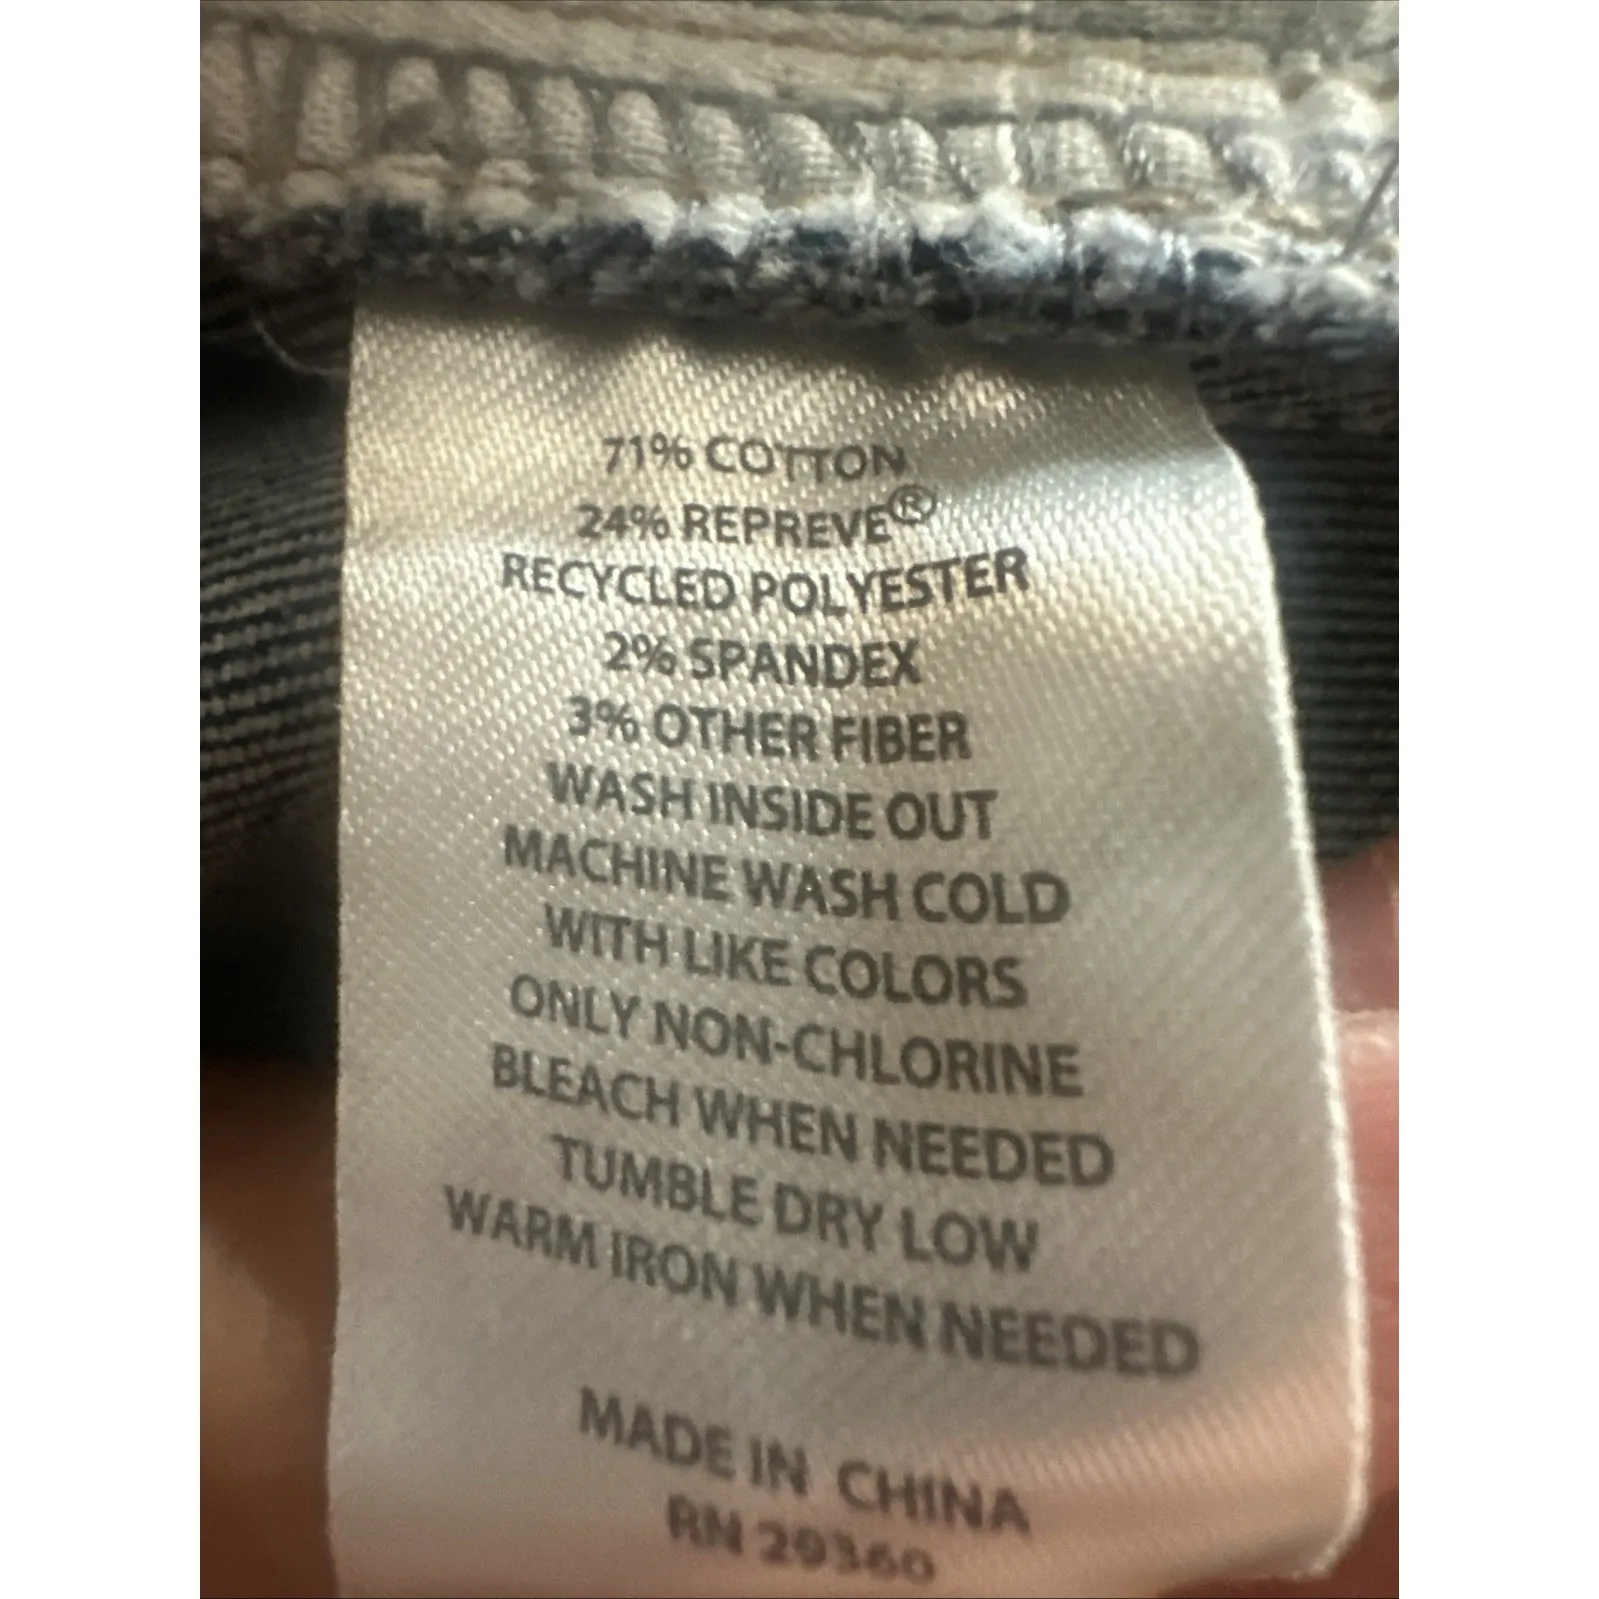 71% COTTON
24% REPREVE®
RECYCLED POLYESTER
2% SPANDEX
3% OTHER FIBER
WASH INSIDE OUT
MACHINE WASH COLD
WITH LIKE COLORS
ONLY NON-CHLORINE
BLEACH WHEN NEEDED
TUMBLE DRY LOW
WARM IRON WHEN NEEDED
MADE IN CHINA
RN 29360